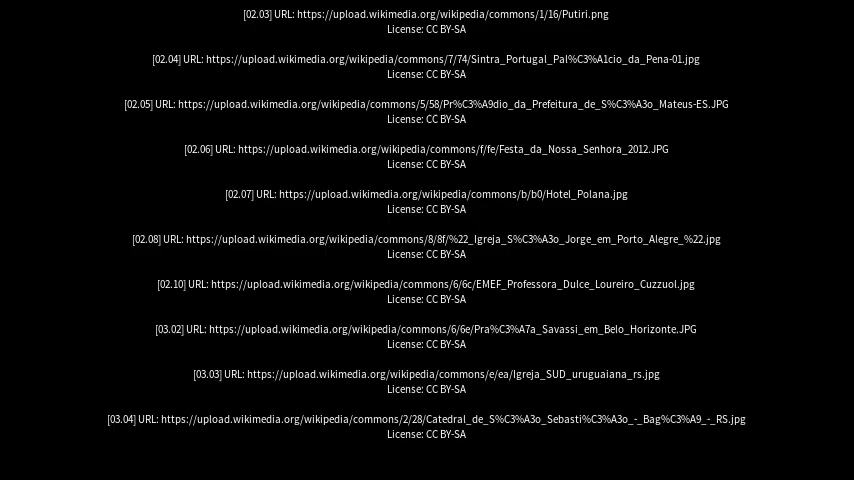 [02.03] URL: https://upload.wikimedia.org/wikipedia/commons/1/16/Putiri.png
License: CC BY-SA
[02.04] URL: https://upload.wikimedia.org/wikipedia/commons/7/74/Sintra_Portugal_Pal%C3%A1cio_da_Pena-01.jpg
License: CC BY-SA
[02.05] URL: https://upload.wikimedia.org/wikipedia/commons/5/58/Pr%C3%A9dio_da_Prefeitura_de_S%C3%A3o_Mateus-ES.JPG
License: CC BY-SA
[02.06] URL: https://upload.wikimedia.org/wikipedia/commons/f/fe/Festa_da_Nossa_Senhora_2012.JPG
License: CC BY-SA
[02.07] URL: https://upload.wikimedia.org/wikipedia/commons/b/b0/Hotel_Polana.jpg
License: CC BY-SA
[02.08] URL: https://upload.wikimedia.org/wikipedia/commons/8/8f/%22_Igreja_S%C3%A3o_Jorge_em_Porto_Alegre_%22.jpg
License: CC BY-SA
[02.10] URL: https://upload.wikimedia.org/wikipedia/commons/6/6c/EMEF_Professora_Dulce_Loureiro_Cuzzuol.jpg
License: CC BY-SA
[03.02] URL: https://upload.wikimedia.org/wikipedia/commons/6/6e/Pra%C3%A7a_Savassi_em_Belo_Horizonte.JPG
License: CC BY-SA
[03.03] URL: https://upload.wikimedia.org/wikipedia/commons/e/ea/Igreja_SUD_uruguaiana_rs.jpg
License: CC BY-SA
[03.04] URL: https://upload.wikimedia.org/wikipedia/commons/2/28/Catedral_de_S%C3%A3o_Sebasti%C3%A3o_-_Bag%C3%A9_-_RS.jpg
License: CC BY-SA